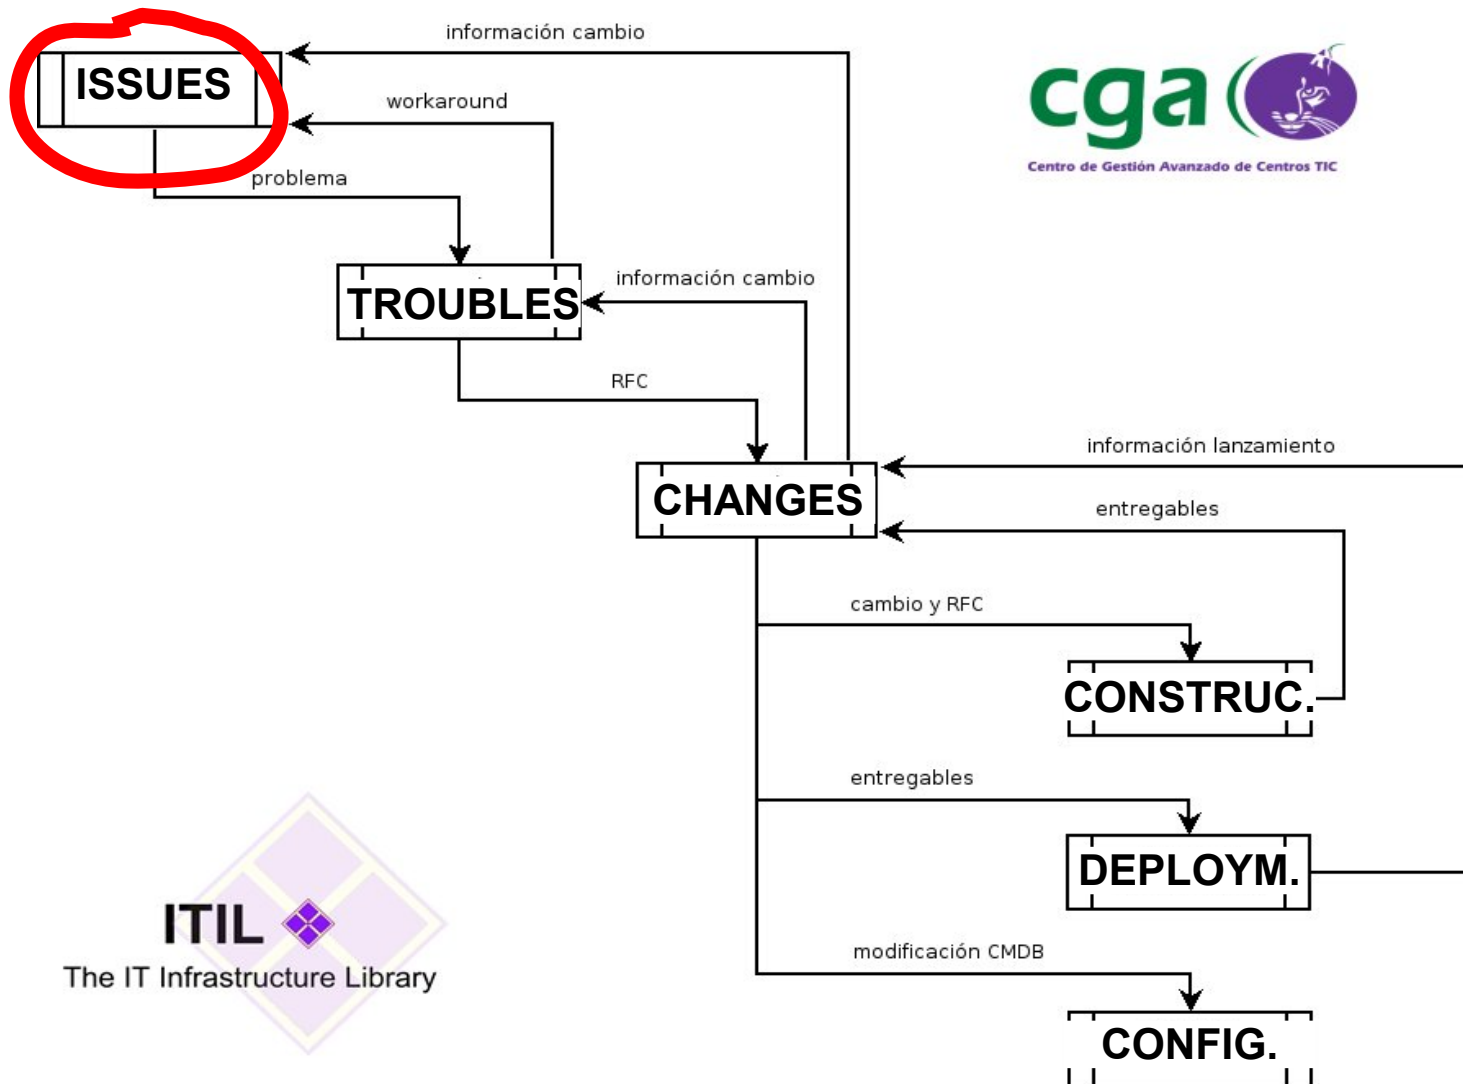 información cambio
ISSUES
workaround
cga
Centro de Gestión Avanzado de Centros TIC
problema
TROUBLES
información cambio
RFC
información lanzamiento
CHANGES
entregables
cambio y RFC
CONSTRUC.
entregables
DEPLOYM.
ITIL
The IT Infrastructure Library
modificación CMDB
CONFIG.